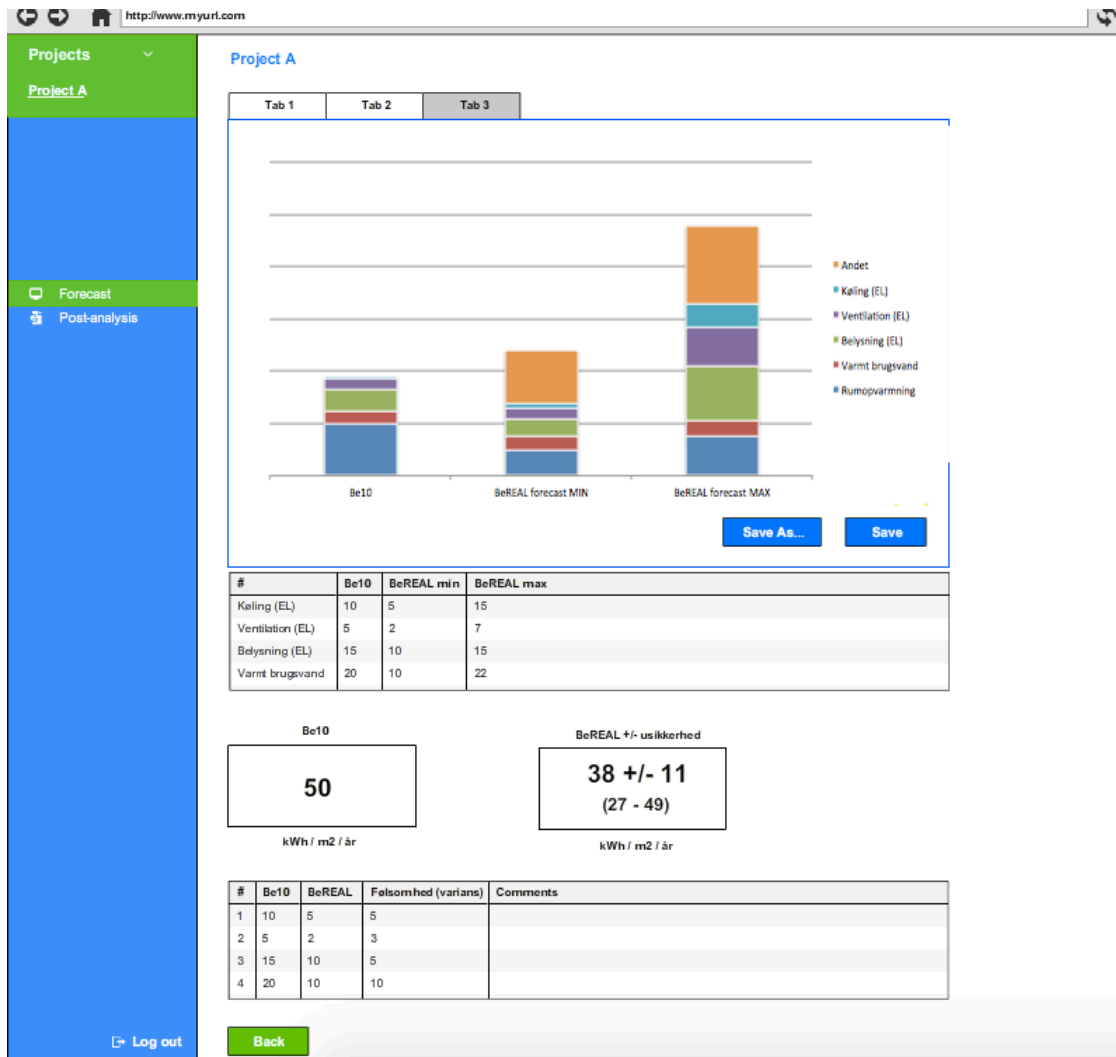 http://www.myurl.com
Projects
Project A
Forecast
Post-analysis
Log out
Project A
Tab 1 Tab 2 Tab 3
Andet
Køling (EL)
Ventilation (EL)
Belysning (EL)
Varmt brugsvand
Rumopvarmning
Be10 BeREAL forecast MIN BeREAL forecast MAX
Save As... Save
# Be10 BeREAL min BeREAL max
Køling (EL) 10 5 15
Ventilation (EL) 5 2 7
Belysning (EL) 15 10 15
Varmt brugsvand 20 10 22
Be10
50
kWh / m2 / år
BeREAL +/- usikkerhed
38 +/- 11
(27 - 49)
kWh / m2 / år
# Be10 BeREAL Følsomhed (varians) Comments
1 10 5 5
2 5 2 3
3 15 10 5
4 20 10 10
Back